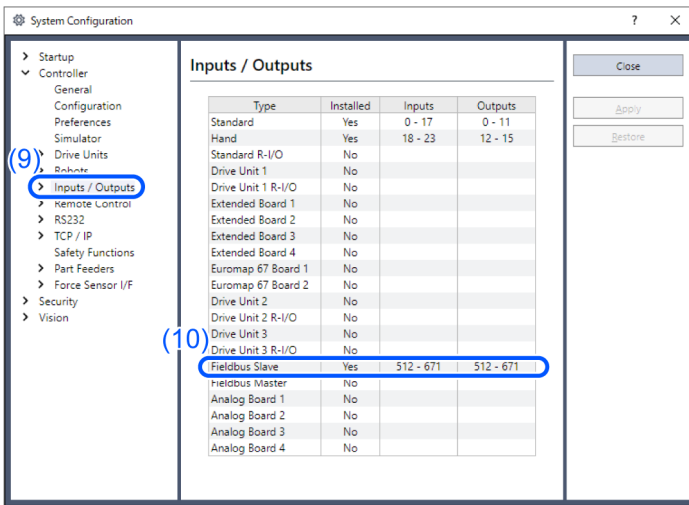 System Configuration ? ×
Startup
Controller
General
Configuration
Preferences
Simulator
Drive Units
Robots
(9)
Inputs / Outputs
Remote Control
RS232
TCP / IP
Safety Functions
Part Feeders
Force Sensor I/F
Security
Vision
Inputs / Outputs
Type Installed Inputs Outputs
Standard Yes 0 - 17 0 - 11
Hand Yes 18 - 23 12 - 15
Standard R-I/O No
Drive Unit 1 No
Drive Unit 1 R-I/O No
Extended Board 1 No
Extended Board 2 No
Extended Board 3 No
Extended Board 4 No
Euromap 67 Board 1 No
Euromap 67 Board 2 No
Drive Unit 2 No
Drive Unit 2 R-I/O No
Drive Unit 3 No
(10)
Drive Unit 3 R-I/O No
Fieldbus Slave Yes 512 - 671 512 - 671
Fieldbus Master No
Analog Board 1 No
Analog Board 2 No
Analog Board 3 No
Analog Board 4 No
Close
Apply
Restore